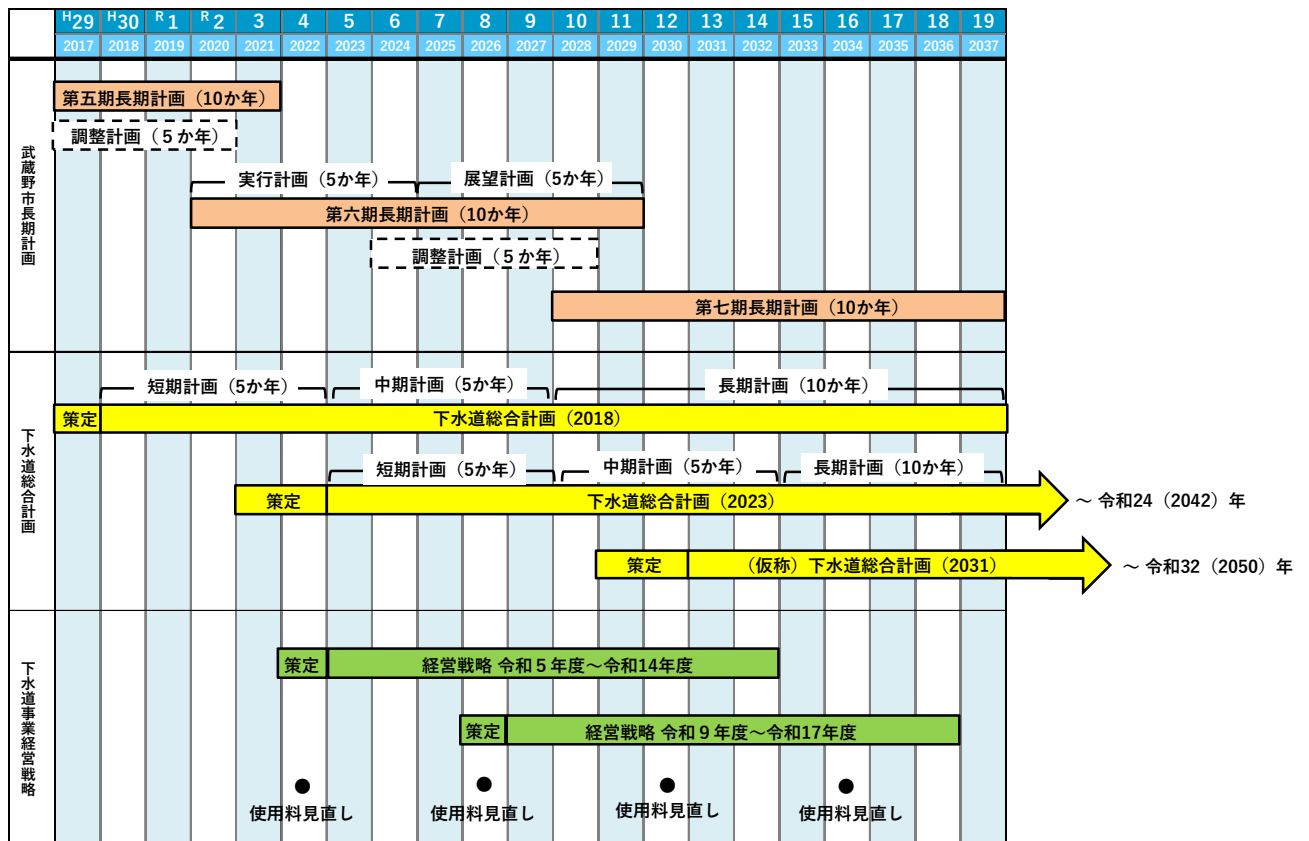 H29 H30 R1 R2 3 4 5 6 7 8 9 10 11 12 13 14 15 16 17 18 19
2017 2018 2019 2020 2021 2022 2023 2024 2025 2026 2027 2028 2029 2030 2031 2032 2033 2034 2035 2036 2037
武蔵野市長期計画
第五期長期計画（10か年）
調整計画（５か年）
実行計画（5か年） 展望計画（5か年）
第六期長期計画（10か年）
調整計画（５か年）
第七期長期計画（10か年）
下水道総合計画
短期計画（5か年） 中期計画（5か年） 長期計画（10か年）
策定 下水道総合計画（2018）
短期計画（5か年） 中期計画（5か年） 長期計画（10か年）
策定 下水道総合計画（2023） ～ 令和24（2042）年
策定 （仮称）下水道総合計画（2031） ～ 令和32（2050）年
下水道事業経営戦略
策定 経営戦略 令和５年度～令和14年度
策定 経営戦略 令和９年度～令和17年度
使用料見直し 使用料見直し 使用料見直し 使用料見直し